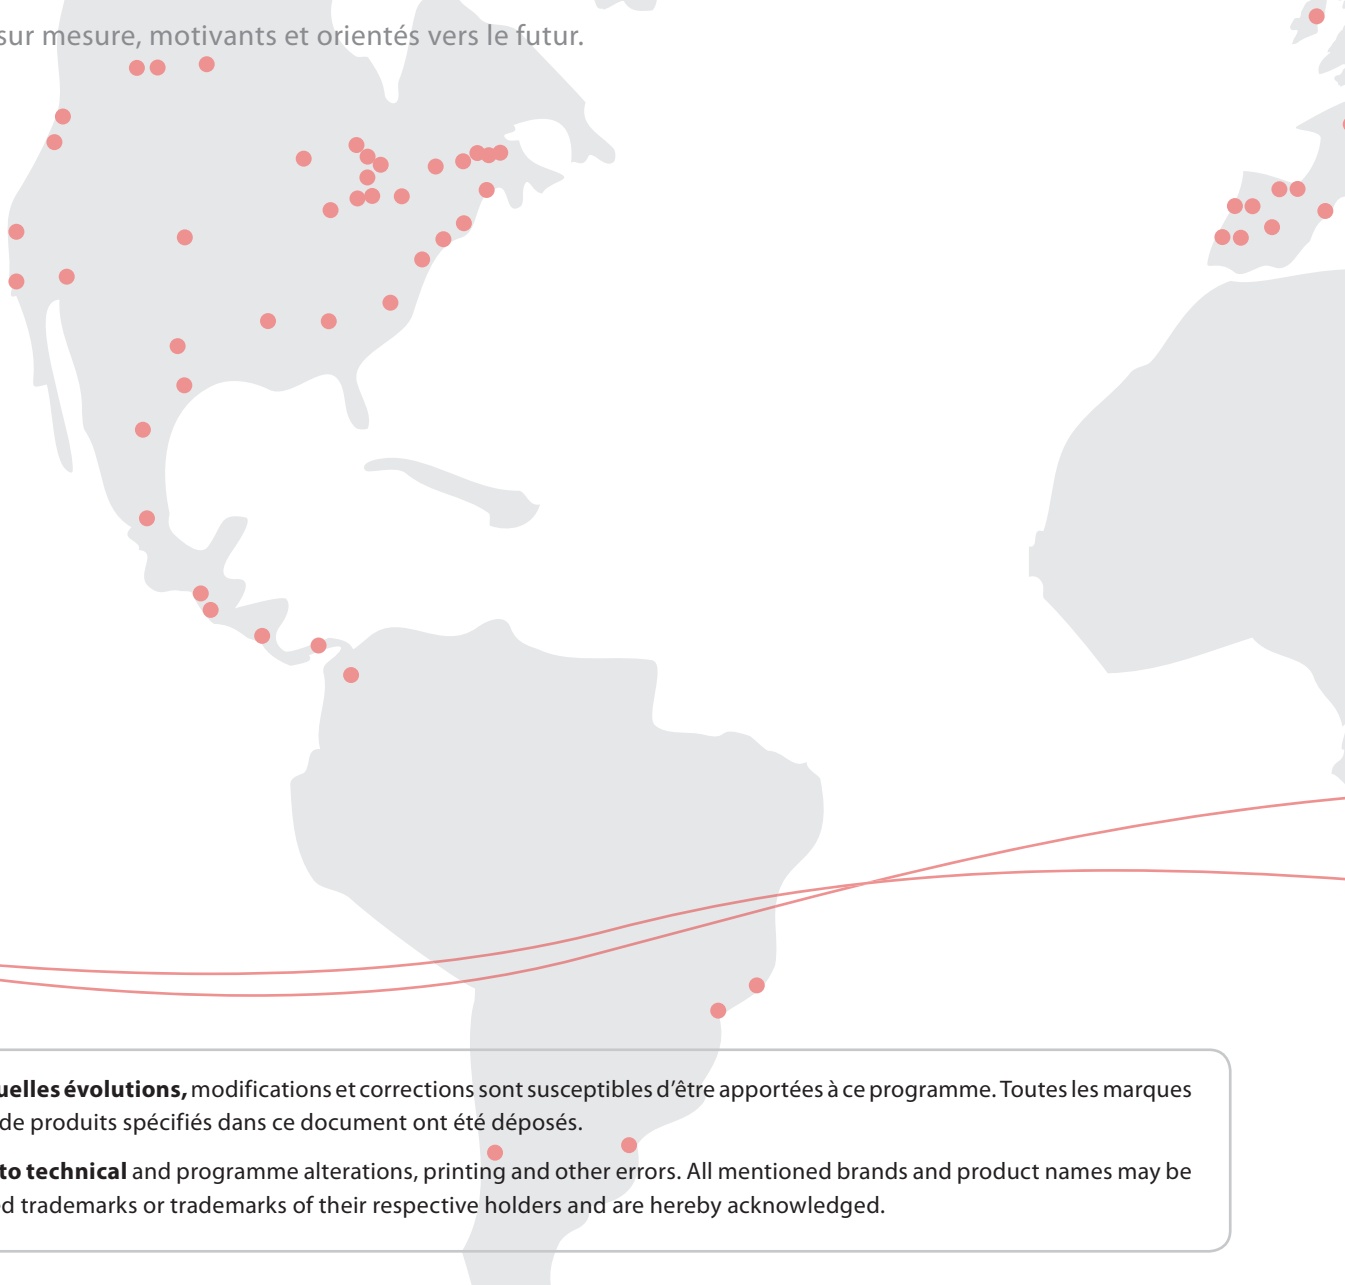 sur mesure, motivants et orientés vers le futur.
uelles évolutions, modifications et corrections sont susceptibles d’être apportées à ce programme. Toutes les marques
de produits spécifiés dans ce document ont été déposés.
to technical and programme alterations, printing and other errors. All mentioned brands and product names may be
d trademarks or trademarks of their respective holders and are hereby acknowledged.